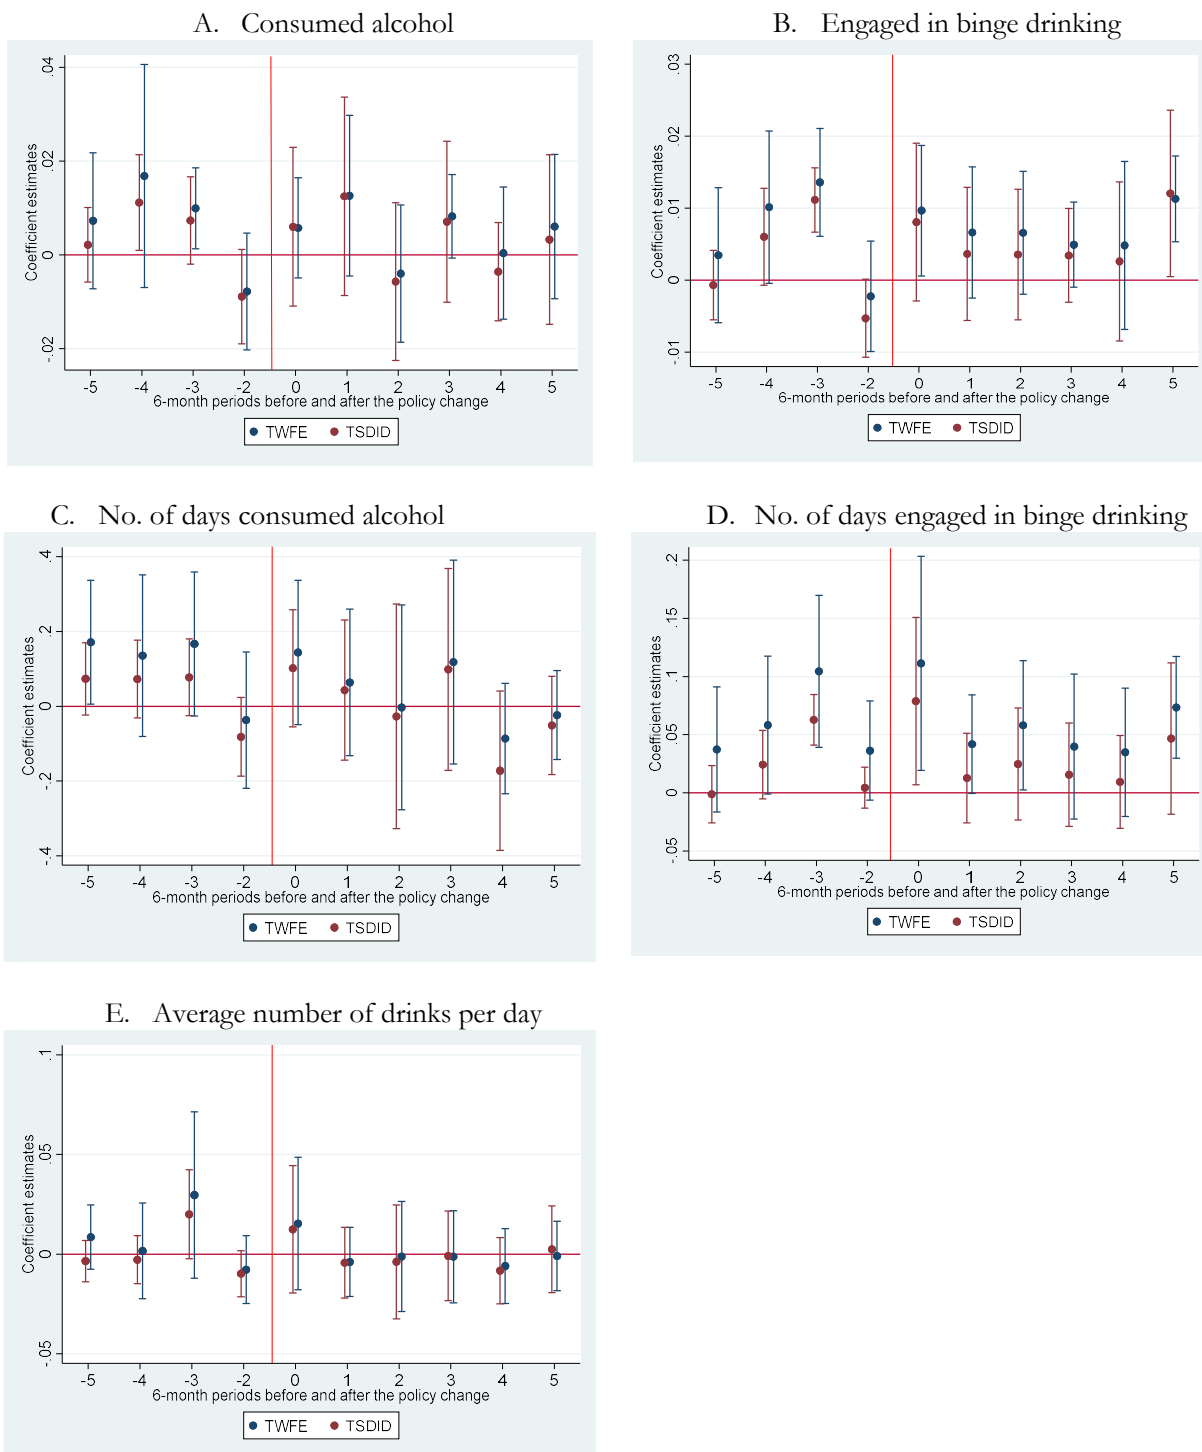 A. Consumed alcohol
Coefficient estimates
.04
.02
0
-.02
-5 -4 -3 -2 0 1 2 3 4 5
6-month periods before and after the policy change
TWFE TSDID
B. Engaged in binge drinking
Coefficient estimates
.03
.02
.01
0
-.01
-5 -4 -3 -2 0 1 2 3 4 5
6-month periods before and after the policy change
TWFE TSDID
C. No. of days consumed alcohol
Coefficient estimates
.4
.2
0
-.2
-.4
-5 -4 -3 -2 0 1 2 3 4 5
6-month periods before and after the policy change
TWFE TSDID
D. No. of days engaged in binge drinking
Coefficient estimates
.2
.15
.1
.05
0
-.05
-5 -4 -3 -2 0 1 2 3 4 5
6-month periods before and after the policy change
TWFE TSDID
E. Average number of drinks per day
Coefficient estimates
.1
.05
0
-.05
-5 -4 -3 -2 0 1 2 3 4 5
6-month periods before and after the policy change
TWFE TSDID